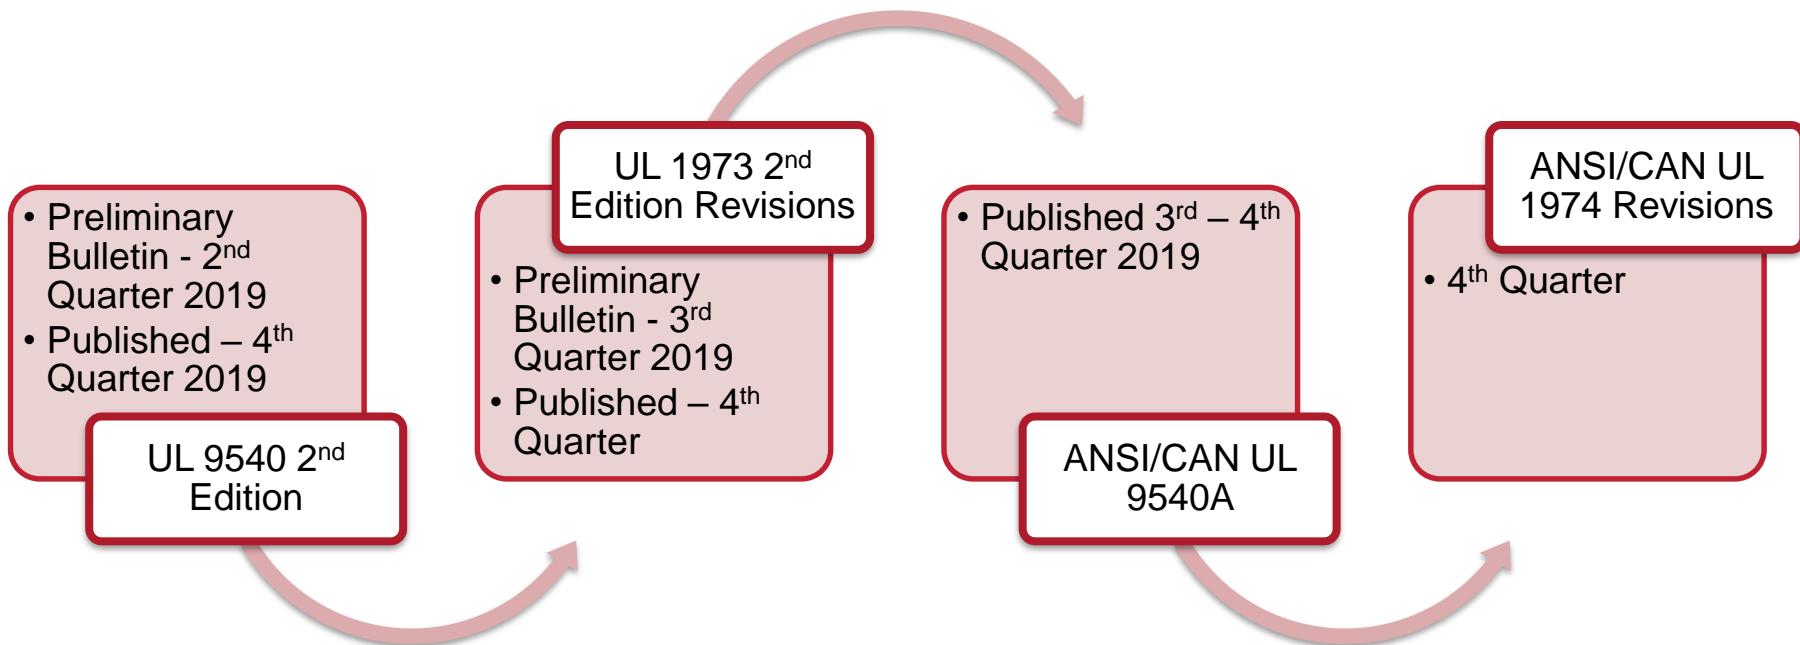 • Preliminary
Bulletin - 2nd
Quarter 2019
• Published – 4th
Quarter 2019
UL 9540 2nd
Edition
UL 1973 2nd
Edition Revisions
• Preliminary
Bulletin - 3rd
Quarter 2019
• Published – 4th
Quarter
• Published 3rd – 4th
Quarter 2019
ANSI/CAN UL
9540A
ANSI/CAN UL
1974 Revisions
• 4th Quarter